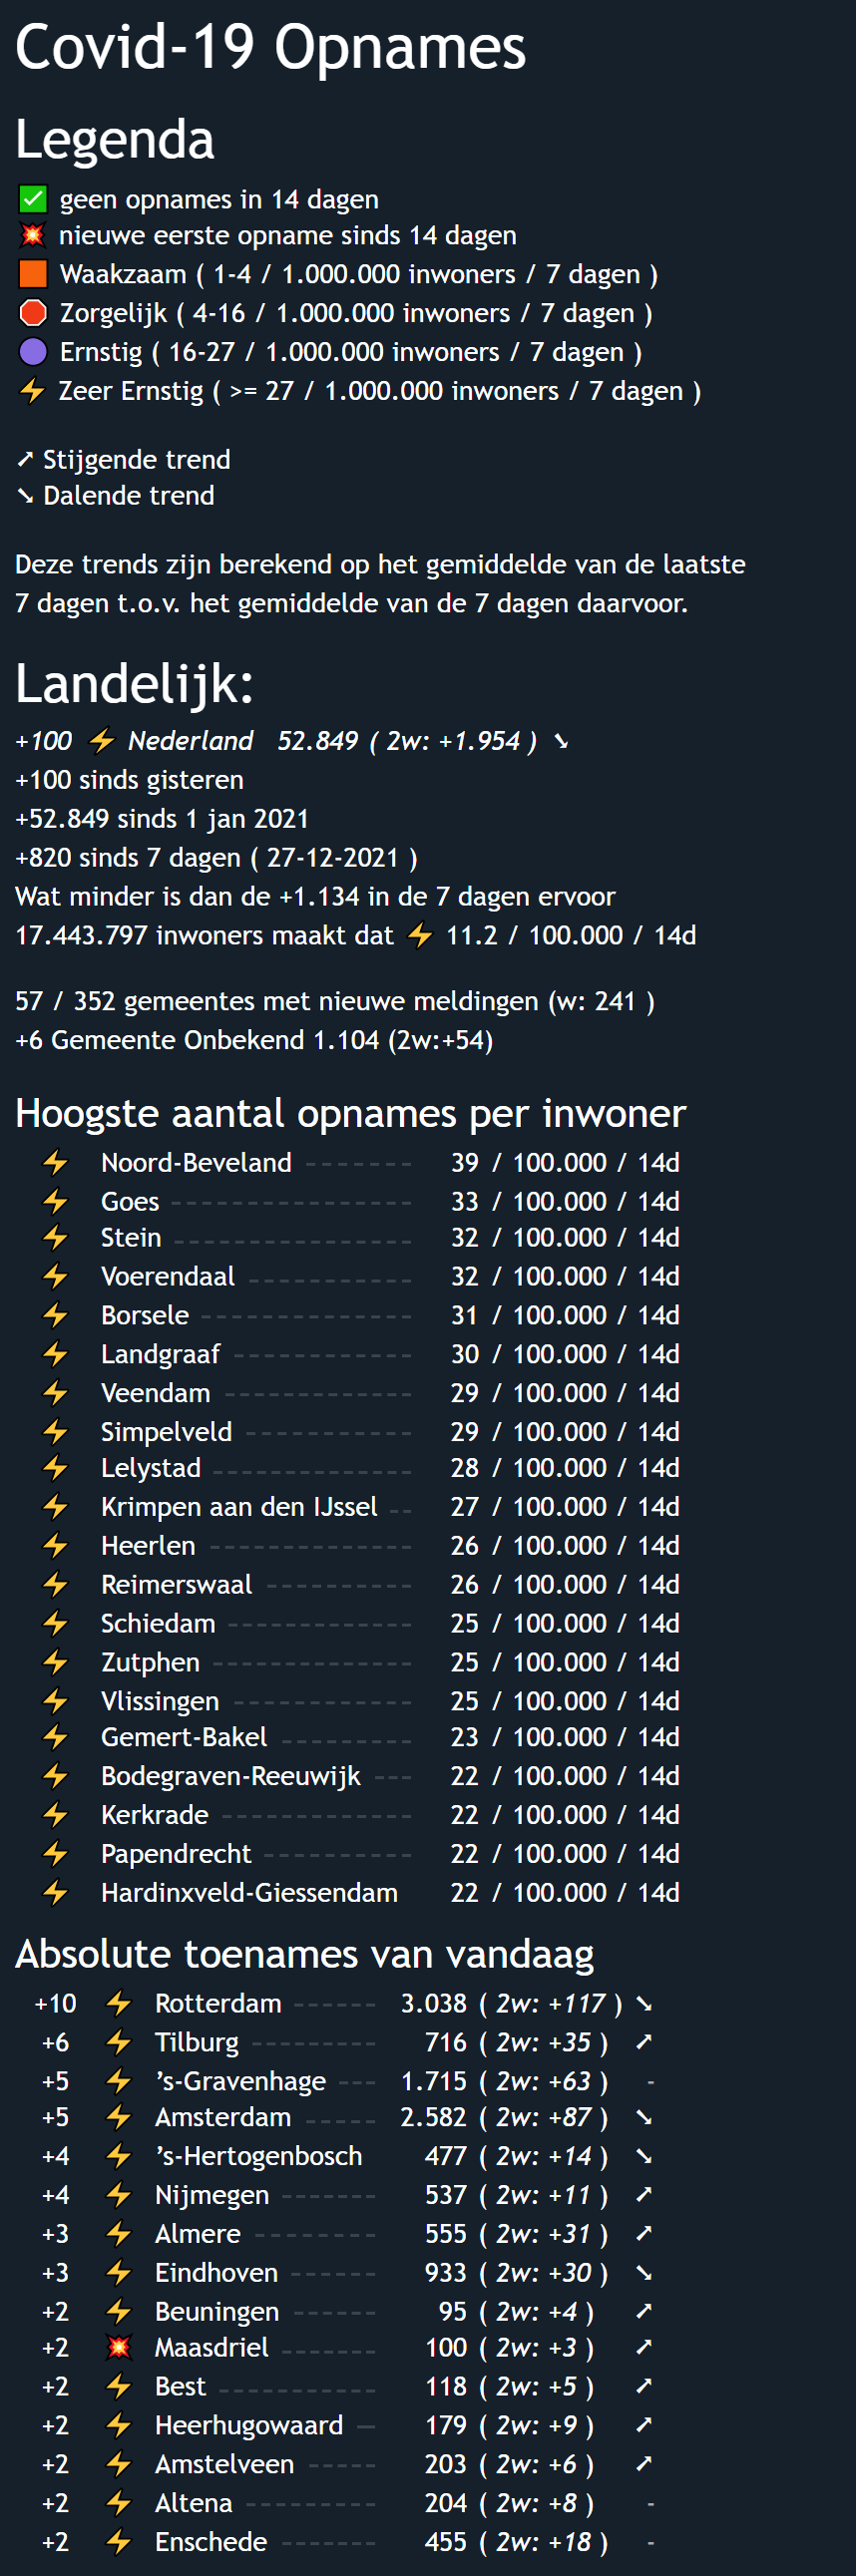 Covid-19 Opnames
Legenda
✅ geen opnames in 14 dagen
💥 nieuwe eerste opname sinds 14 dagen
🟧 Waakzaam ( 1-4 / 1.000.000 inwoners / 7 dagen )
🛑 Zorgelijk ( 4-16 / 1.000.000 inwoners / 7 dagen )
🟣 Ernstig ( 16-27 / 1.000.000 inwoners / 7 dagen )
⚡ Zeer Ernstig ( >= 27 / 1.000.000 inwoners / 7 dagen )
➚ Stijgende trend
➘ Dalende trend
Deze trends zijn berekend op het gemiddelde van de laatste
7 dagen t.o.v. het gemiddelde van de 7 dagen daarvoor.
Landelijk:
+100 ⚡ Nederland 52.849 ( 2w: +1.954 ) ➘
+100 sinds gisteren
+52.849 sinds 1 jan 2021
+820 sinds 7 dagen ( 27-12-2021 )
Wat minder is dan de +1.134 in de 7 dagen ervoor
17.443.797 inwoners maakt dat ⚡ 11.2 / 100.000 / 14d
57 / 352 gemeentes met nieuwe meldingen (w: 241 )
+6 Gemeente Onbekend 1.104 (2w:+54)
Hoogste aantal opnames per inwoner
⚡ Noord-Beveland ------- 39 / 100.000 / 14d
⚡ Goes ------------------ 33 / 100.000 / 14d
⚡ Stein ------------------ 32 / 100.000 / 14d
⚡ Voerendaal ------------ 32 / 100.000 / 14d
⚡ Borsele ---------------- 31 / 100.000 / 14d
⚡ Landgraaf ------------- 30 / 100.000 / 14d
⚡ Veendam -------------- 29 / 100.000 / 14d
⚡ Simpelveld ------------ 29 / 100.000 / 14d
⚡ Lelystad --------------- 28 / 100.000 / 14d
⚡ Krimpen aan den IJssel -- 27 / 100.000 / 14d
⚡ Heerlen --------------- 26 / 100.000 / 14d
⚡ Reimerswaal ----------- 26 / 100.000 / 14d
⚡ Schiedam -------------- 25 / 100.000 / 14d
⚡ Zutphen --------------- 25 / 100.000 / 14d
⚡ Vlissingen ------------- 25 / 100.000 / 14d
⚡ Gemert-Bakel ---------- 23 / 100.000 / 14d
⚡ Bodegraven-Reeuwijk --- 22 / 100.000 / 14d
⚡ Kerkrade -------------- 22 / 100.000 / 14d
⚡ Papendrecht ----------- 22 / 100.000 / 14d
⚡ Hardinxveld-Giessendam 22 / 100.000 / 14d
Absolute toenames van vandaag
+10 ⚡ Rotterdam ------ 3.038 ( 2w: +117 ) ➘
+6 ⚡ Tilburg --------- 716 ( 2w: +35 ) ➚
+5 ⚡ ’s-Gravenhage --- 1.715 ( 2w: +63 ) -
+5 ⚡ Amsterdam ----- 2.582 ( 2w: +87 ) ➘
+4 ⚡ ’s-Hertogenbosch 477 ( 2w: +14 ) ➘
+4 ⚡ Nijmegen ------- 537 ( 2w: +11 ) ➚
+3 ⚡ Almere --------- 555 ( 2w: +31 ) ➚
+3 ⚡ Eindhoven ------ 933 ( 2w: +30 ) ➘
+2 ⚡ Beuningen ------ 95 ( 2w: +4 ) ➚
+2 💥 Maasdriel ------- 100 ( 2w: +3 ) ➚
+2 ⚡ Best ------------ 118 ( 2w: +5 ) ➚
+2 ⚡ Heerhugowaard — 179 ( 2w: +9 ) ➚
+2 ⚡ Amstelveen ----- 203 ( 2w: +6 ) ➚
+2 ⚡ Altena ---------- 204 ( 2w: +8 ) -
+2 ⚡ Enschede ------- 455 ( 2w: +18 ) -